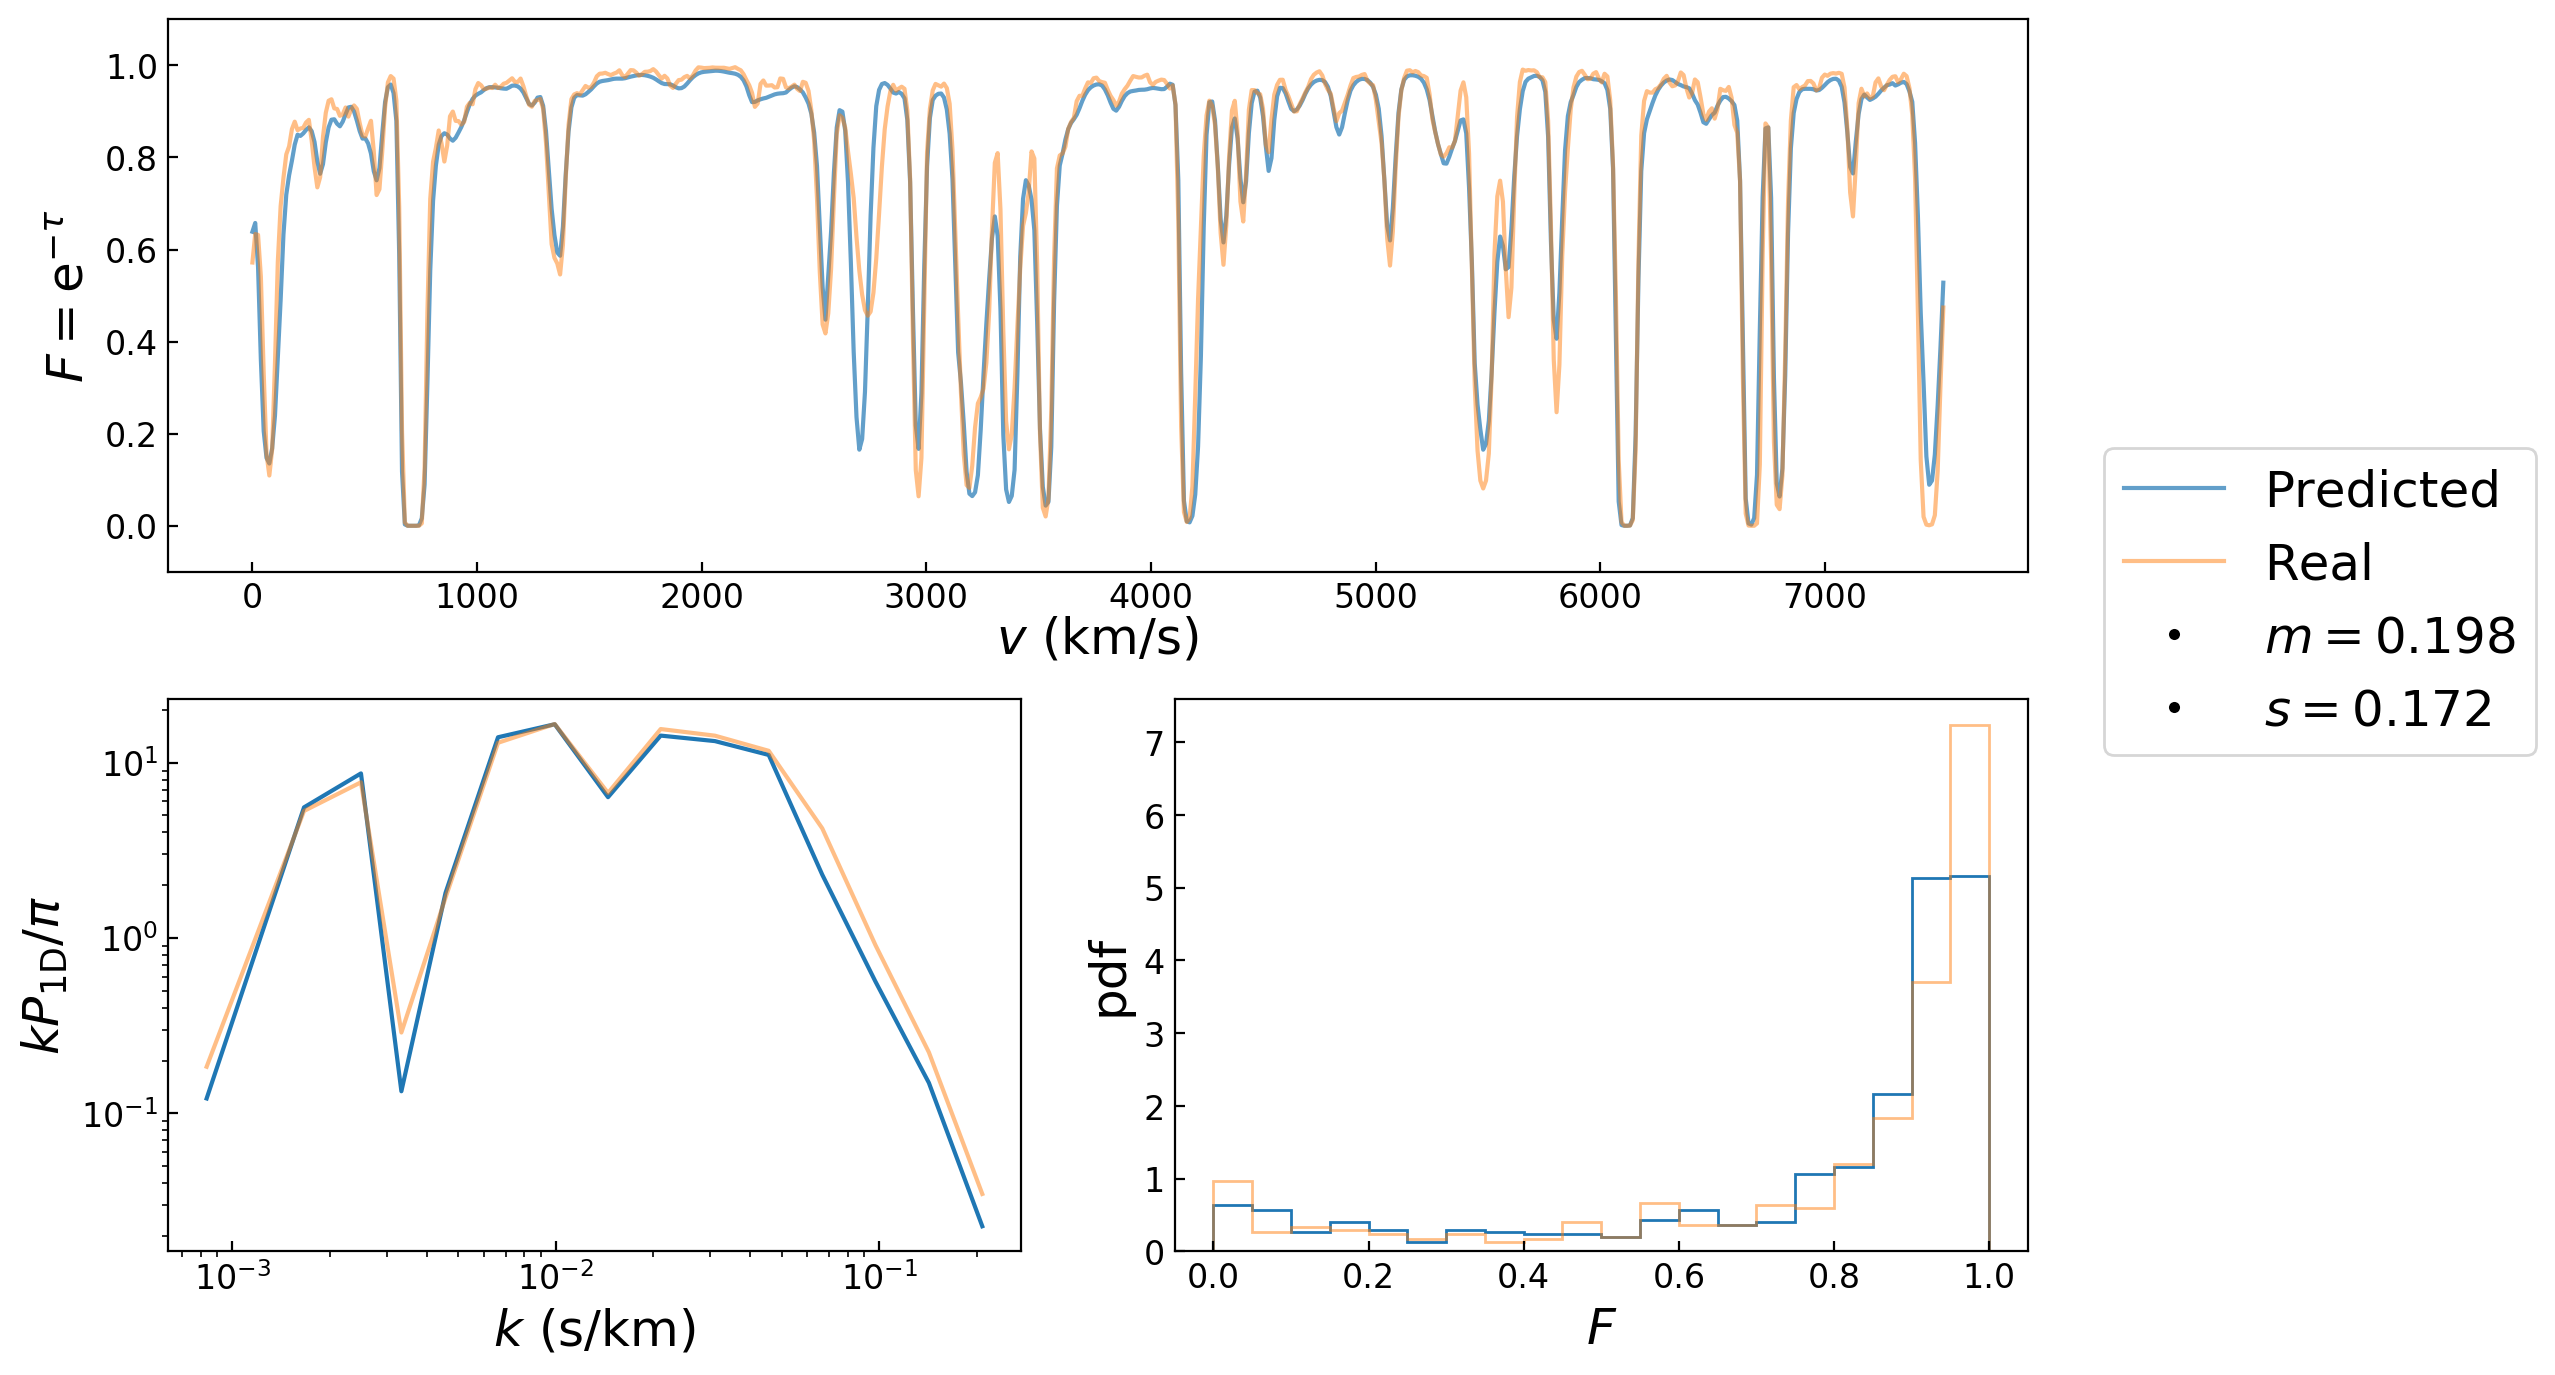 1.0
0.8
0.6
0.4
0.2
0.0
F = e^{−τ}
0 1000 2000 3000 4000 5000 6000 7000
v (km/s)
Predicted
Real
m = 0.198
s = 0.172
10^1
10^0
10^{−1}
kP_{1D}/π
10^{−3} 10^{−2} 10^{−1}
k (s/km)
7
6
5
4
3
2
1
0
pdf
0.0 0.2 0.4 0.6 0.8 1.0
F